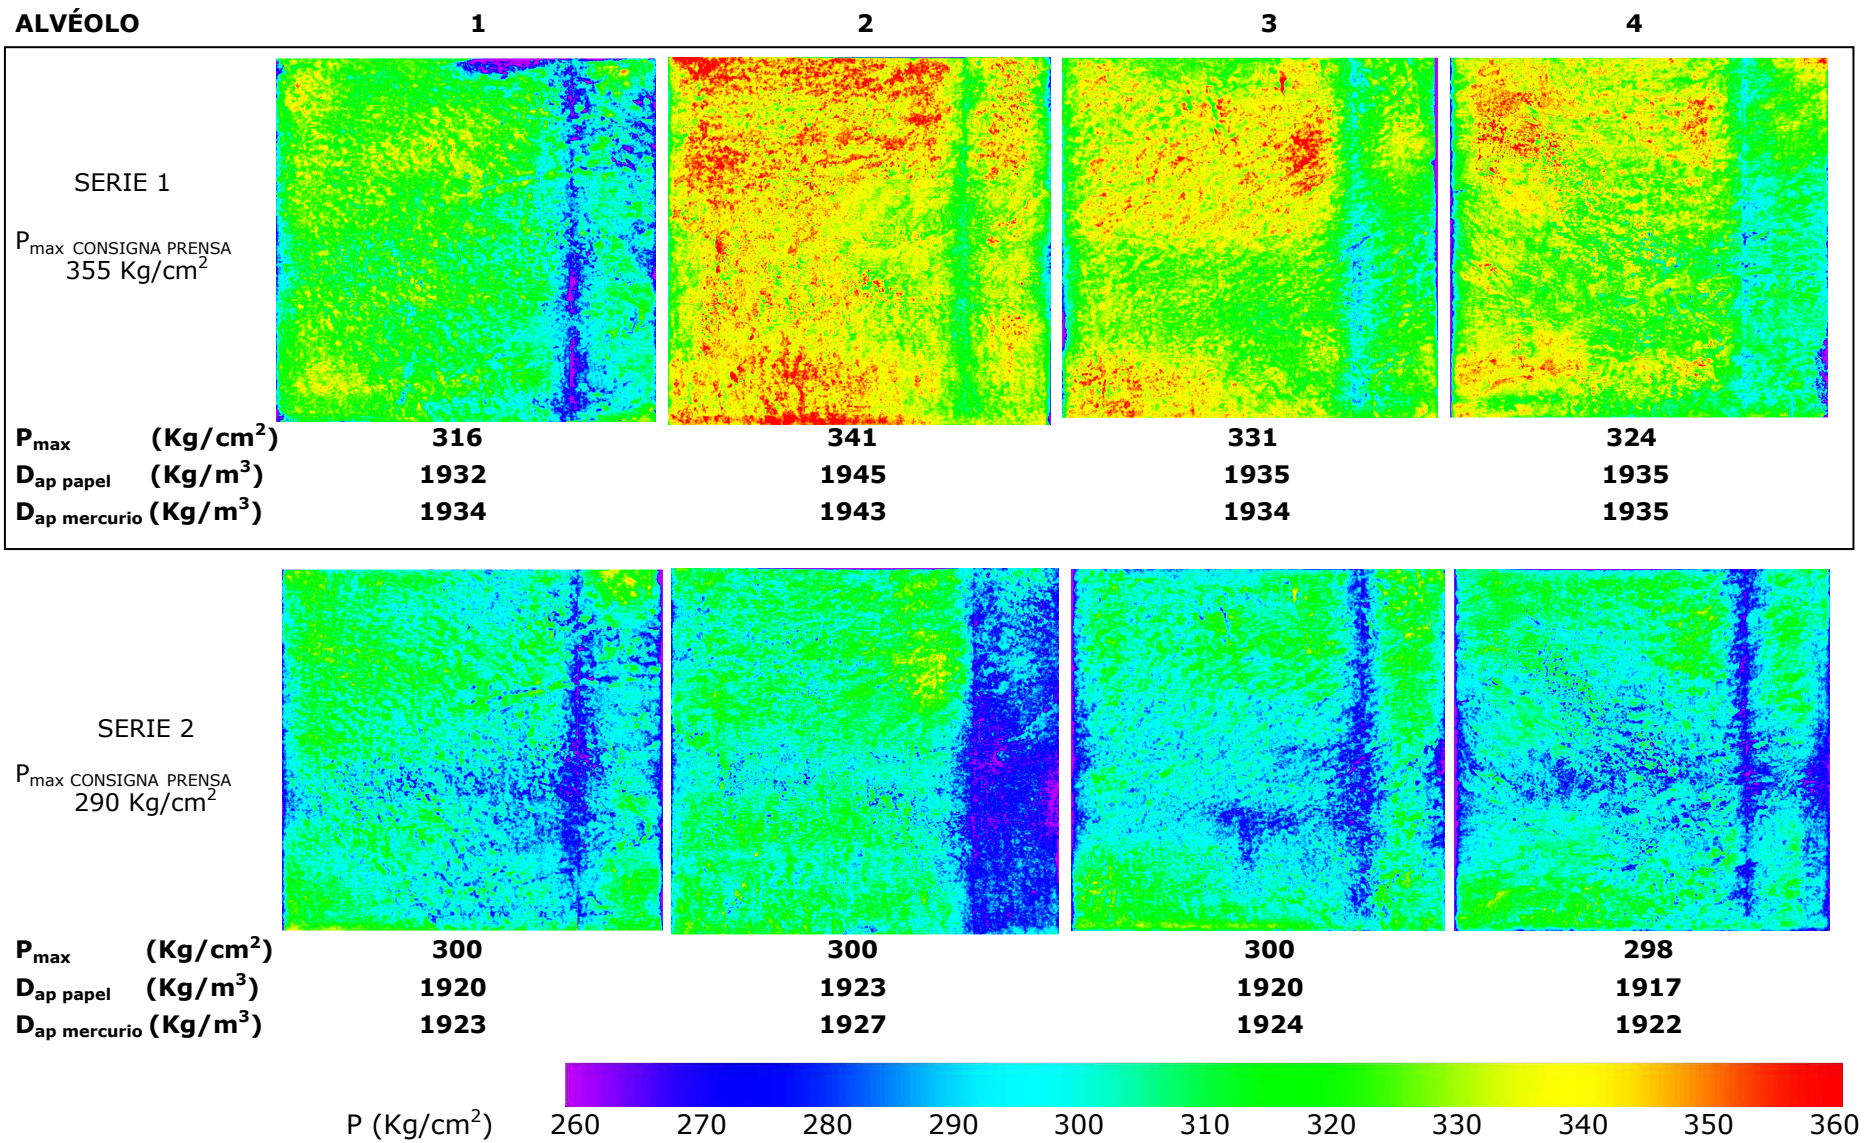 ALVÉOLO 1 2 3 4
SERIE 1
Pmax CONSIGNA PRENSA
355 Kg/cm²
Pmax (Kg/cm²) 316 341 331 324
Dap papel (Kg/m³) 1932 1945 1935 1935
Dap mercurio (Kg/m³) 1934 1943 1934 1935
SERIE 2
Pmax CONSIGNA PRENSA
290 Kg/cm²
Pmax (Kg/cm²) 300 300 300 298
Dap papel (Kg/m³) 1920 1923 1920 1917
Dap mercurio (Kg/m³) 1923 1927 1924 1922
P (Kg/cm²) 260 270 280 290 300 310 320 330 340 350 360